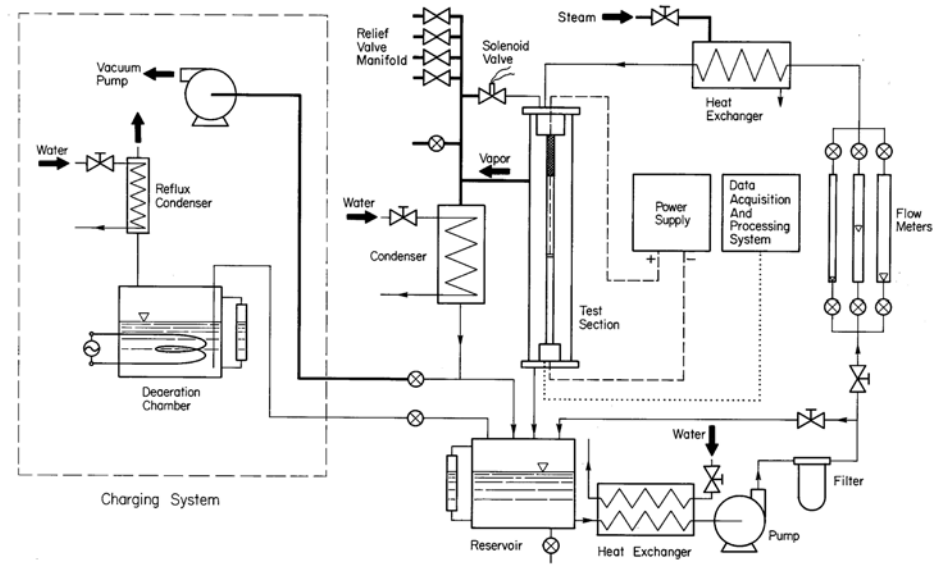 Steam
Relief
Valve
Manifold
Solenoid
Valve
Vacuum
Pump
Heat
Exchanger
Water
Reflux
Condenser
Vapor
Water
Power
Supply
+ −
Data
Acquisition
And
Processing
System
Flow
Meters
Condenser
Test
Section
Deaeration
Chamber
Water
Filter
Charging System
Reservoir
Heat Exchanger
Pump